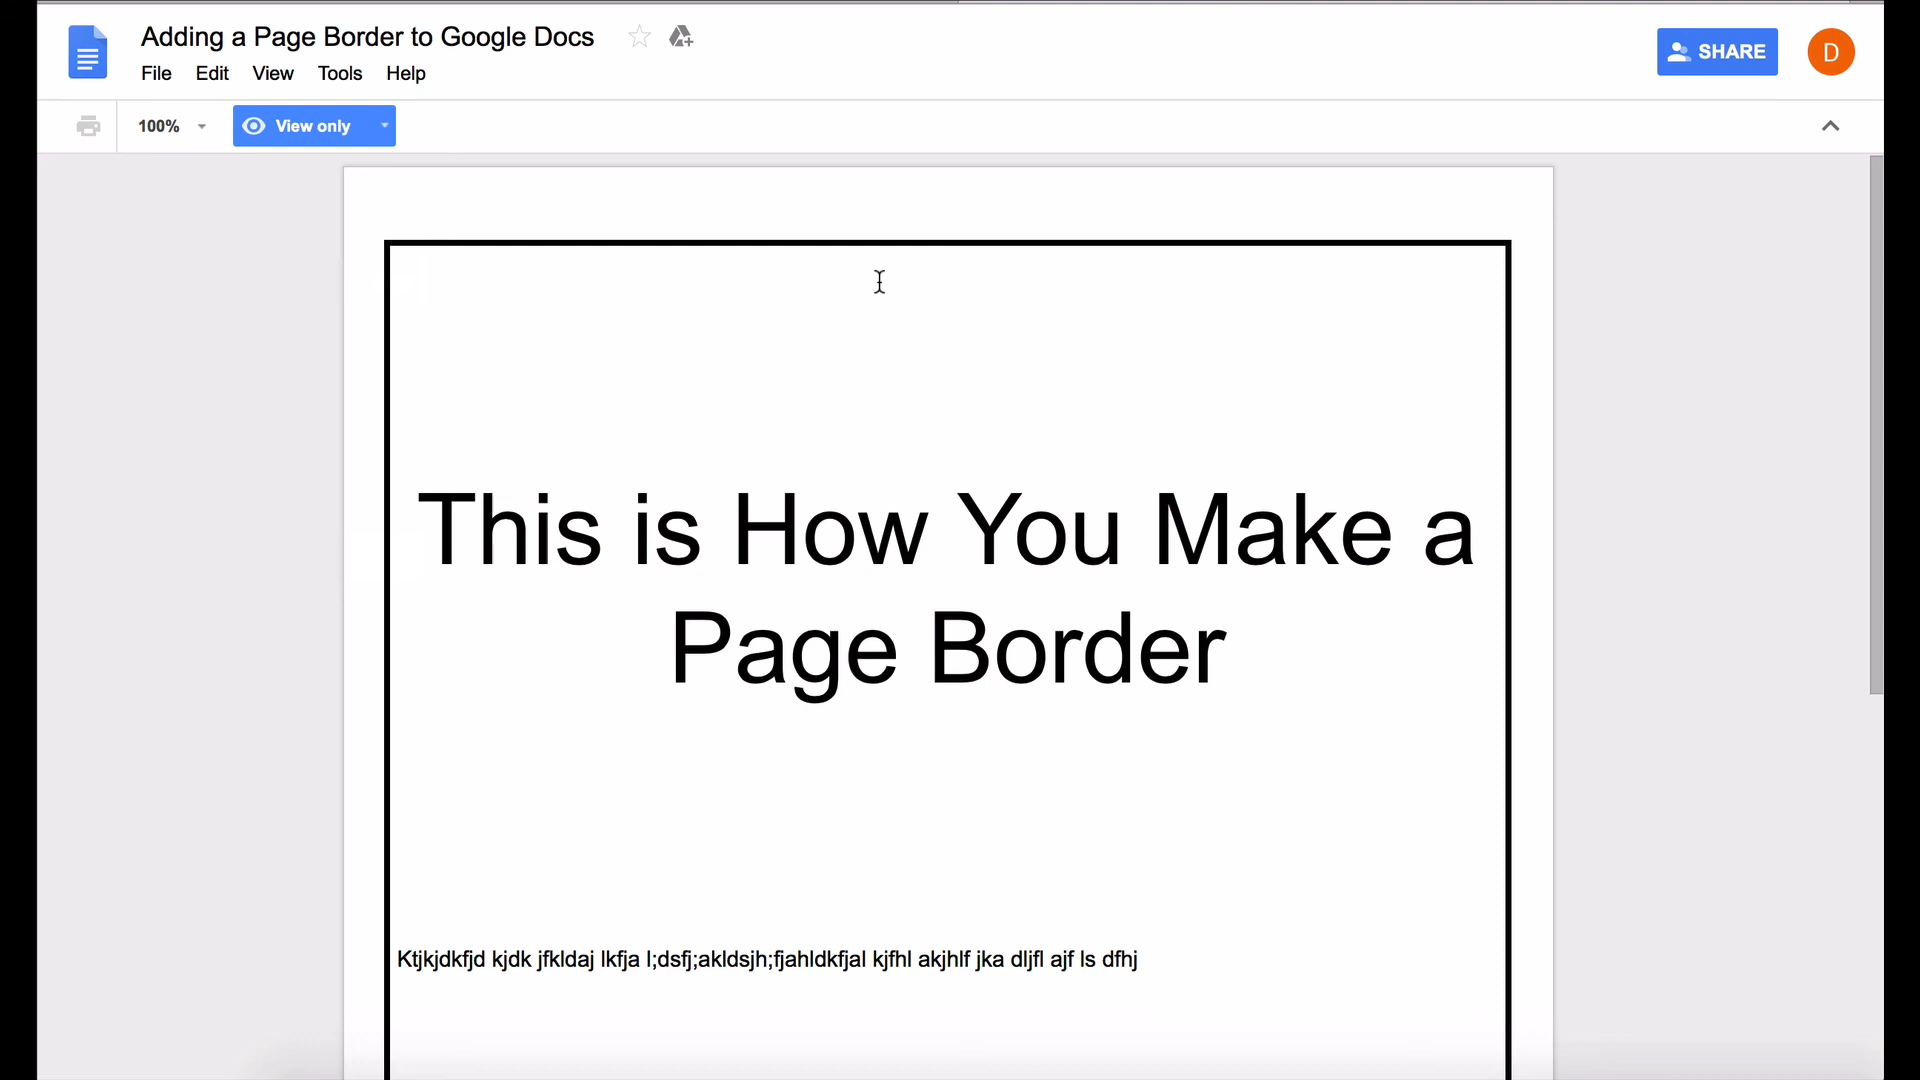 Adding a Page Border to Google Docs
File Edit View Tools Help
SHARE
D
100%
View only
This is How You Make a
Page Border
Ktjkjdkfjd kjdk jfkldaj lkfja l;dsfj;akldsjh;fjahldkfjal kjfhl akjhlf jka dljfl ajf ls dfhj